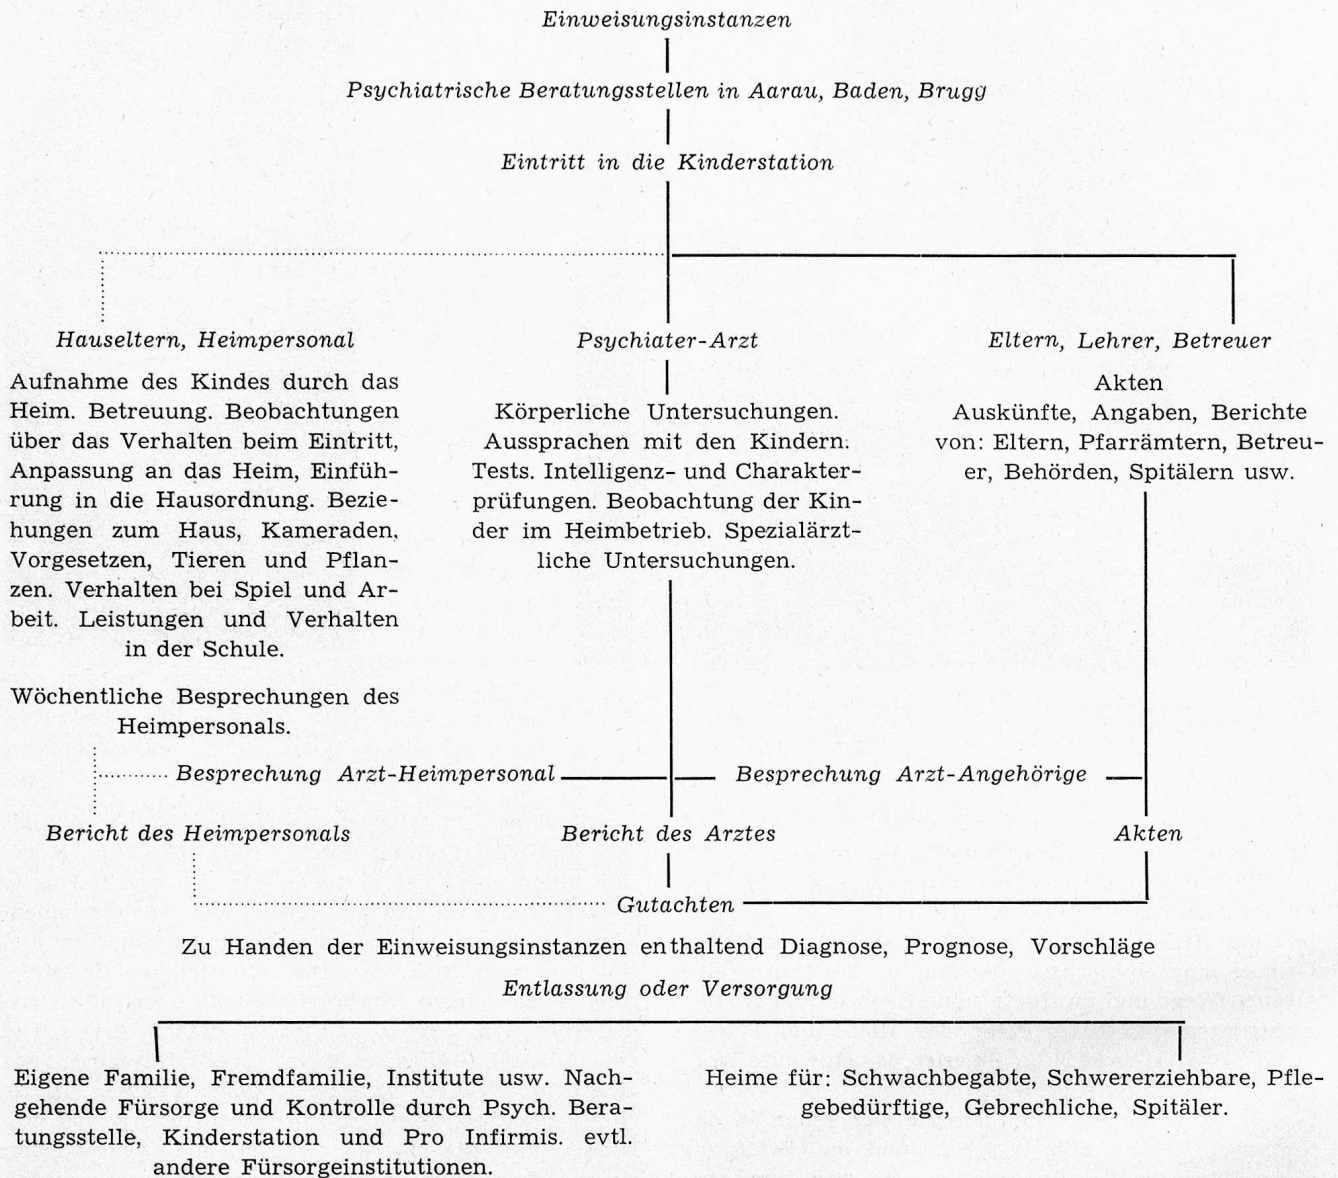 Einweisungsinstanzen
Psychiatrische Beratungsstellen in Aarau, Baden, Brugg
Eintritt in die Kinderstation
Hauseltern, Heimpersonal
Aufnahme des Kindes durch das
Heim. Betreuung. Beobachtungen
über das Verhalten beim Eintritt,
Anpassung an das Heim, Einfüh-
rung in die Hausordnung. Bezie-
hungen zum Haus, Kameraden,
Vorgesetzen, Tieren und Pflan-
zen. Verhalten bei Spiel und Ar-
beit. Leistungen und Verhalten
in der Schule.
Wöchentliche Besprechungen des
Heimpersonals.
Psychiater-Arzt
Körperliche Untersuchungen.
Aussprachen mit den Kindern.
Tests. Intelligenz- und Charakter-
prüfungen. Beobachtung der Kin-
der im Heimbetrieb. Spezialärzt-
liche Untersuchungen.
Eltern, Lehrer, Betreuer
Akten
Auskünfte, Angaben, Berichte
von: Eltern, Pfarrämtern, Betreu-
er, Behörden, Spitälern usw.
Besprechung Arzt-Heimpersonal
Besprechung Arzt-Angehörige
Bericht des Heimpersonals
Bericht des Arztes
Akten
Gutachten
Zu Handen der Einweisungsinstanzen enthaltend Diagnose, Prognose, Vorschläge
Entlassung oder Versorgung
Eigene Familie, Fremdfamilie, Institute usw. Nach-
gehende Fürsorge und Kontrolle durch Psych. Bera-
tungsstelle, Kinderstation und Pro Infirmis. evtl.
andere Fürsorgeinstitutionen.
Heime für: Schwachbegabte, Schwererziehbare, Pfle-
gebedürftige, Gebrechliche, Spitäler.